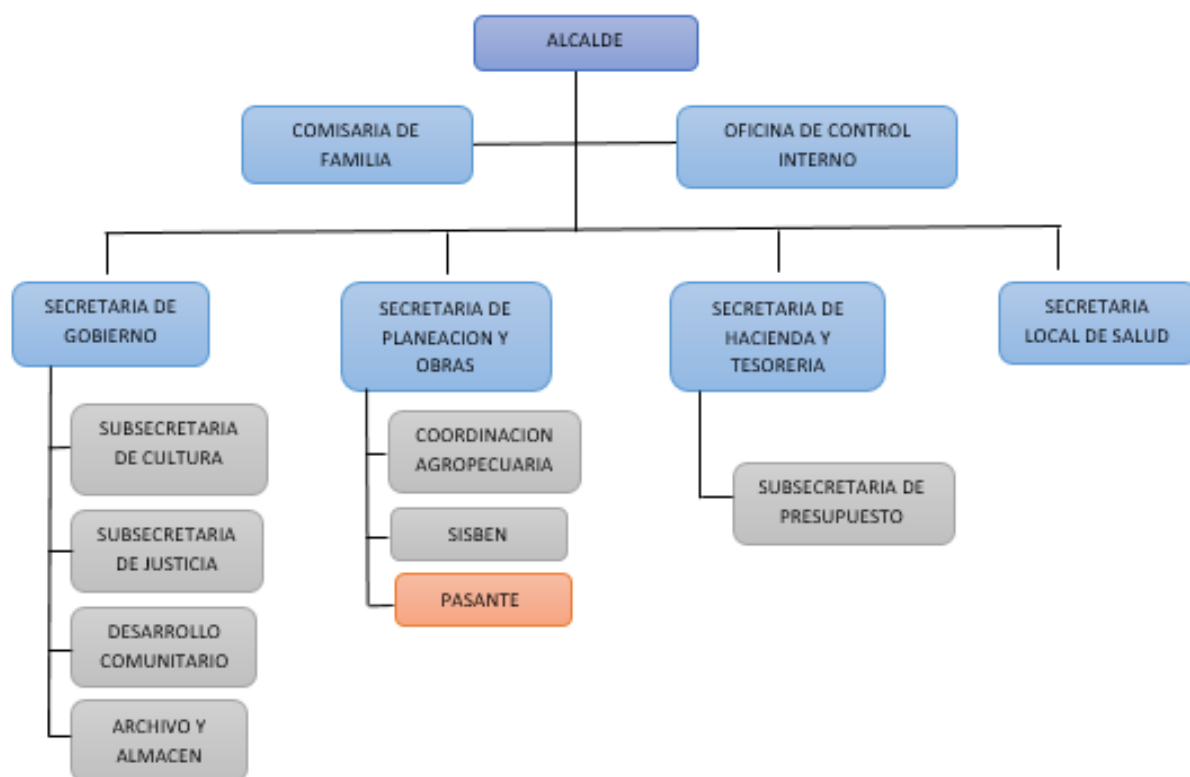 ALCALDE
COMISARIA DE
FAMILIA
OFICINA DE CONTROL
INTERNO
SECRETARIA DE
GOBIERNO
SECRETARIA DE
PLANEACION Y
OBRAS
SECRETARIA DE
HACIENDA Y
TESORERIA
SECRETARIA
LOCAL DE SALUD
SUBSECRETARIA
DE CULTURA
SUBSECRETARIA
DE JUSTICIA
DESARROLLO
COMUNITARIO
ARCHIVO Y
ALMACEN
COORDINACION
AGROPECUARIA
SISBEN
PASANTE
SUBSECRETARIA DE
PRESUPUESTO